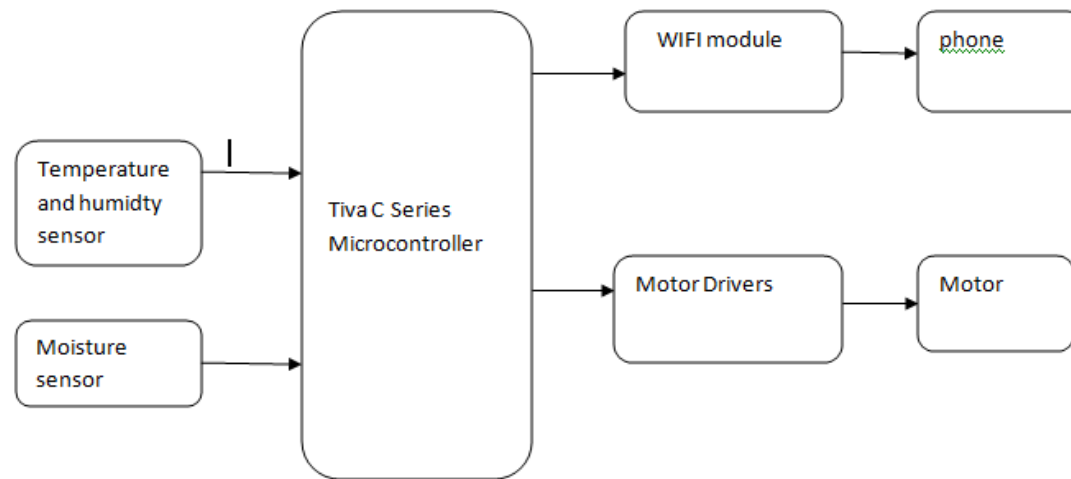 Temperature
and humidty
sensor
Moisture
sensor
Tiva C Series
Microcontroller
WIFI module
phone
Motor Drivers
Motor